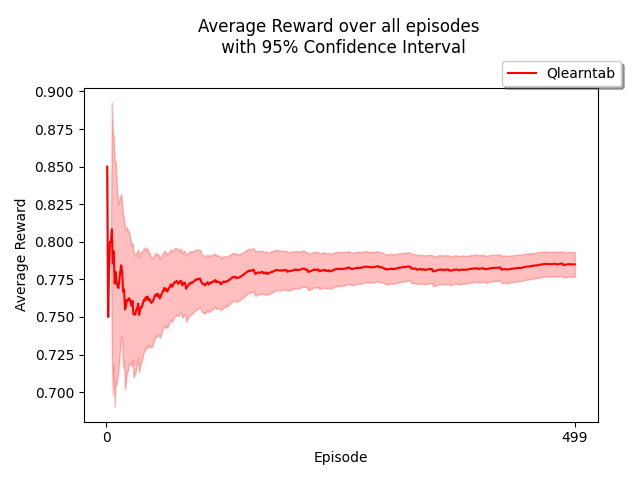 Average Reward over all episodes
with 95% Confidence Interval
Qlearntab
0.900
0.875
0.850
0.825
0.800
0.775
0.750
0.725
0.700
Average Reward
0 499
Episode